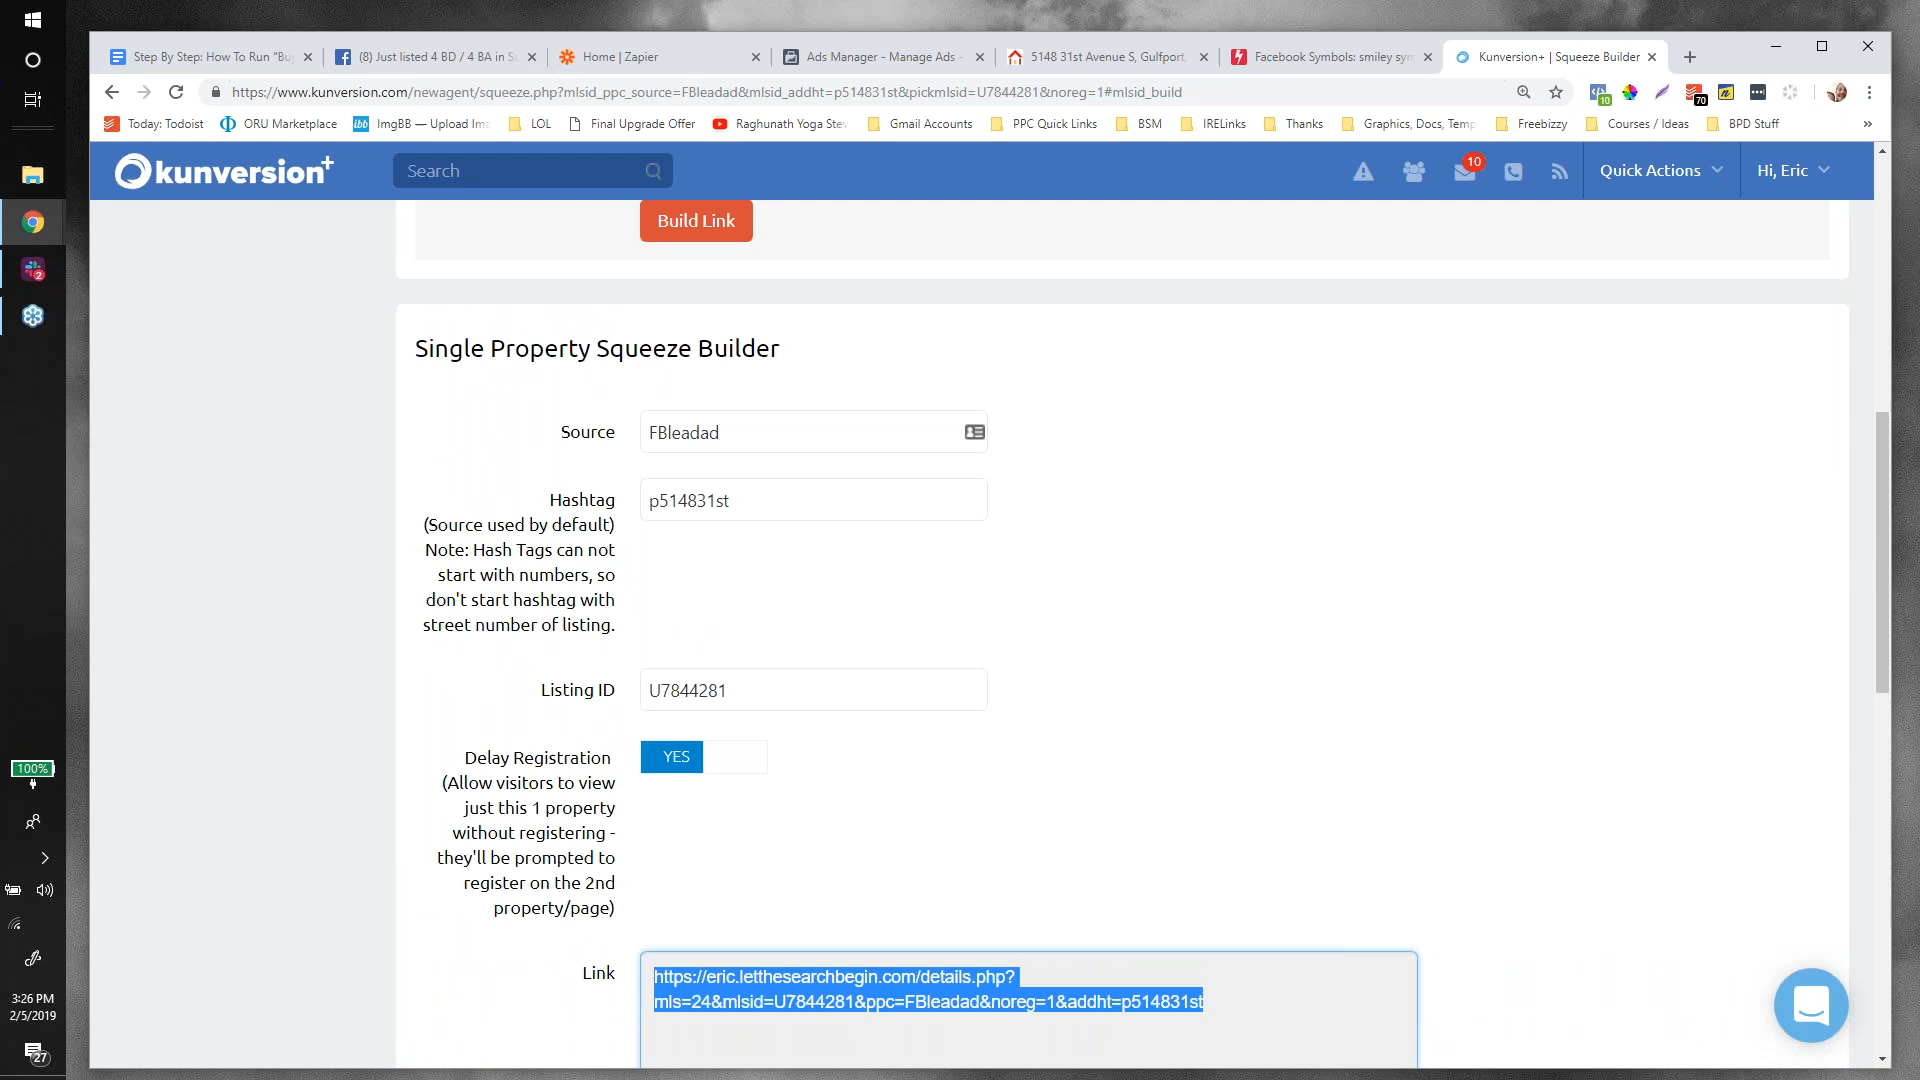 Step By Step: How To Run "Bu
(8) Just listed 4 BD / 4 BA in S
Home | Zapier
Ads Manager - Manage Ads -
5148 31st Avenue S, Gulfport,
Facebook Symbols: smiley sym
Kunversion+ | Squeeze Builder
https://www.kunversion.com/newagent/squeeze.php?mlsid_ppc_source=FBleadad&mlsid_addht=p514831st&pickmlsid=U7844281&noreg=1#mlsid_build
10
70
Today: Todoist
ORU Marketplace
ibb
ImgBB — Upload Ima
LOL
Final Upgrade Offer
Raghunath Yoga Stev
Gmail Accounts
PPC Quick Links
BSM
IRELinks
Thanks
Graphics, Docs, Temp
Freebizzy
Courses / Ideas
BPD Stuff
»
kunversion+
Search
10
Quick Actions
Hi, Eric
Build Link
Single Property Squeeze Builder
Source
FBleadad
Hashtag
(Source used by default)
Note: Hash Tags can not
start with numbers, so
don't start hashtag with
street number of listing.
p514831st
Listing ID
U7844281
Delay Registration
(Allow visitors to view
just this 1 property
without registering -
they'll be prompted to
register on the 2nd
property/page)
YES
Link
https://eric.letthesearchbegin.com/details.php?
mls=24&mlsid=U7844281&ppc=FBleadad&noreg=1&addht=p514831st
2
100%
3:26 PM
2/5/2019
27